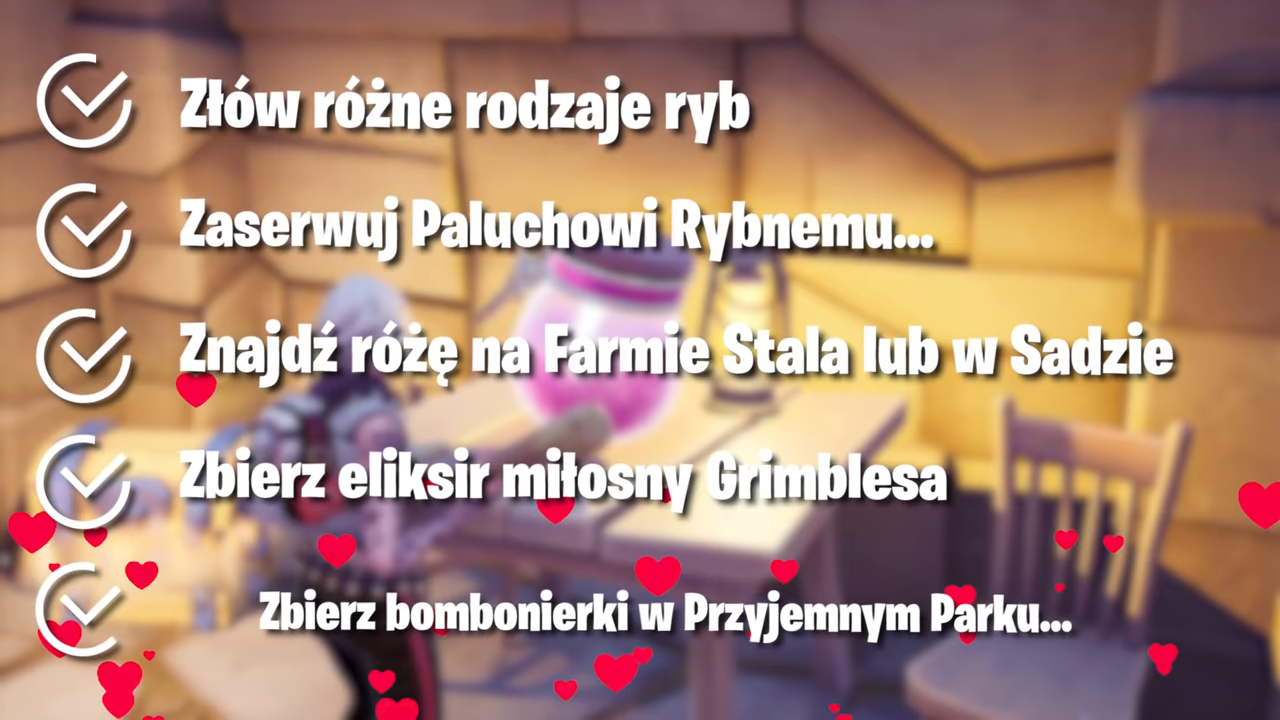 Złów różne rodzaje ryb
Zaserwuj Paluchowi Rybnemu...
Znajdź różę na Farmie Stala lub w Sadzie
Zbierz eliksir miłosny Grimblesa
Zbierz bombonierki w Przyjemnym Parku...